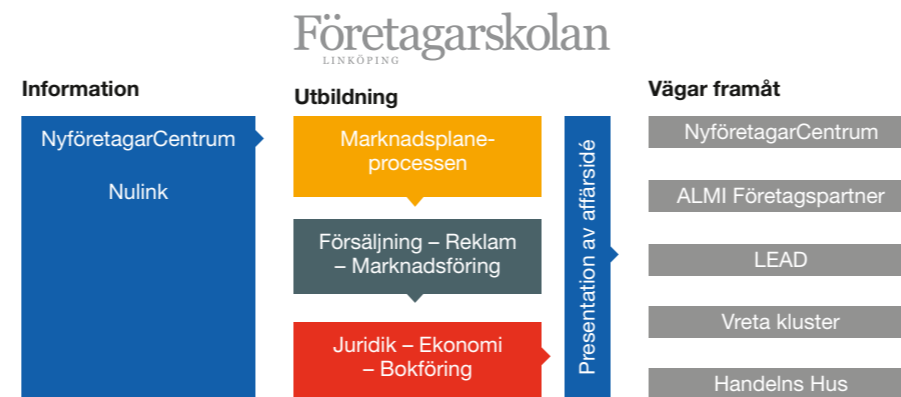 Företagarskolan
LINKÖPING
Information
NyföretagarCentrum
Nulink
Utbildning
Marknadsplane-
processen
Försäljning – Reklam
– Marknadsföring
Juridik – Ekonomi
– Bokföring
Presentation av affärsidé
Vägar framåt
NyföretagarCentrum
ALMI Företagspartner
LEAD
Vreta kluster
Handelns Hus